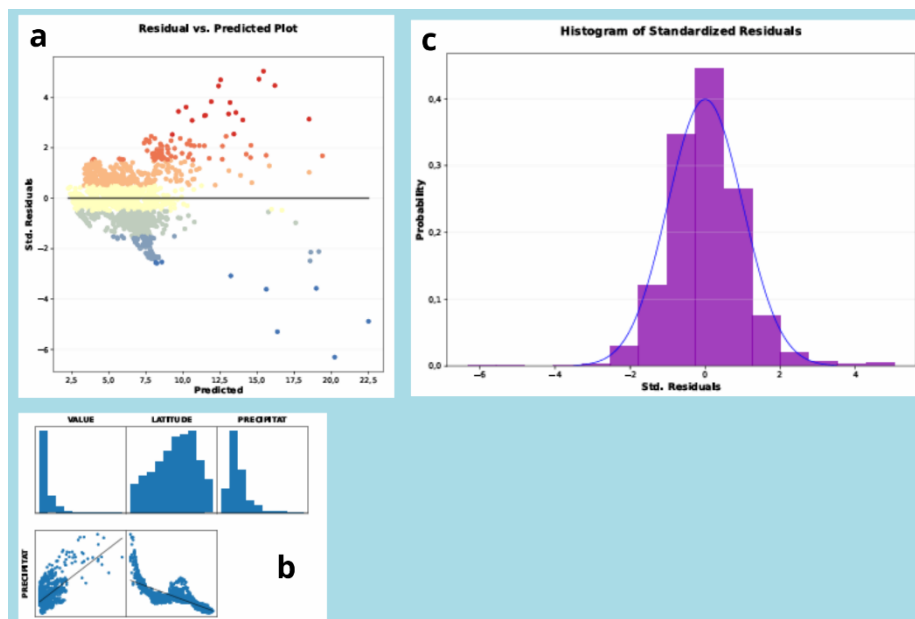 a
Residual vs. Predicted Plot
4
2
0
−2
−4
−6
Std. Residuals
2,5 5,0 7,5 10,0 12,5 15,0 17,5 20,0 22,5
Predicted
c
Histogram of Standardized Residuals
0,4
0,3
0,2
0,1
0,0
Probability
−6 −4 −2 0 2 4
Std. Residuals
VALUE LATITUDE PRECIPITAT
PRECIPITAT
b